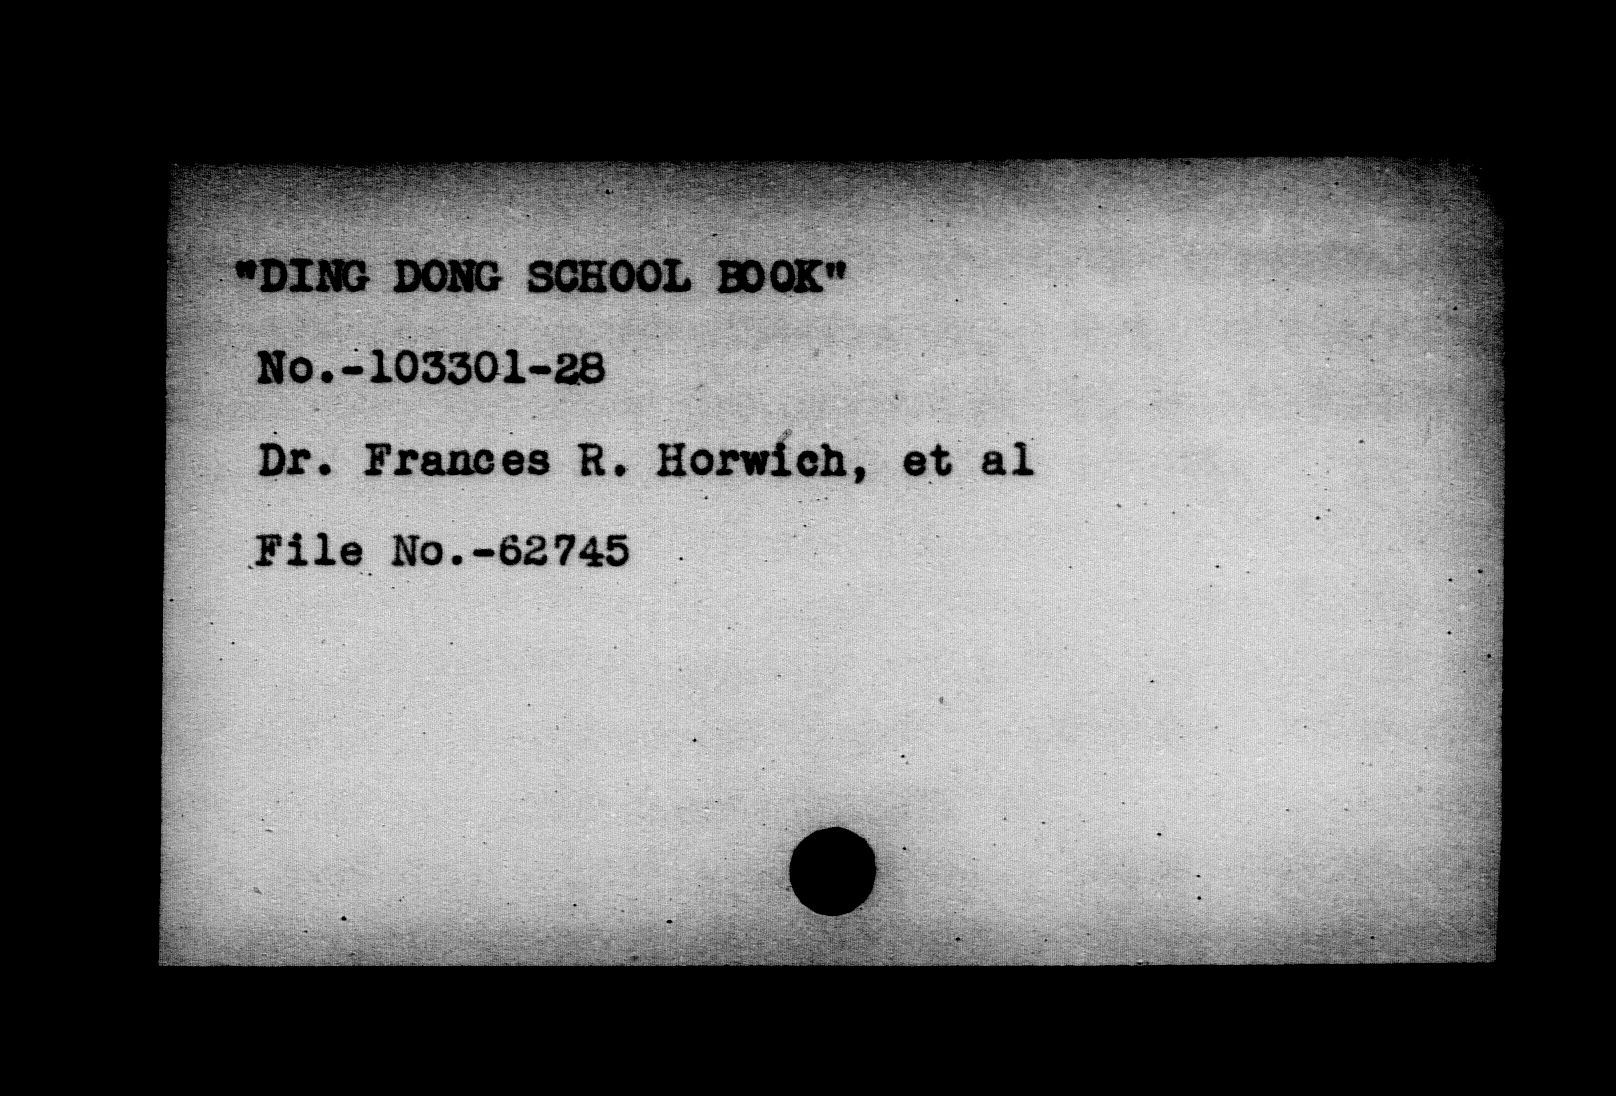 "DING DONG SCHOOL BOOK"
No.-103301-28
Dr. Frances R. Horwich, et al
File No.-62745